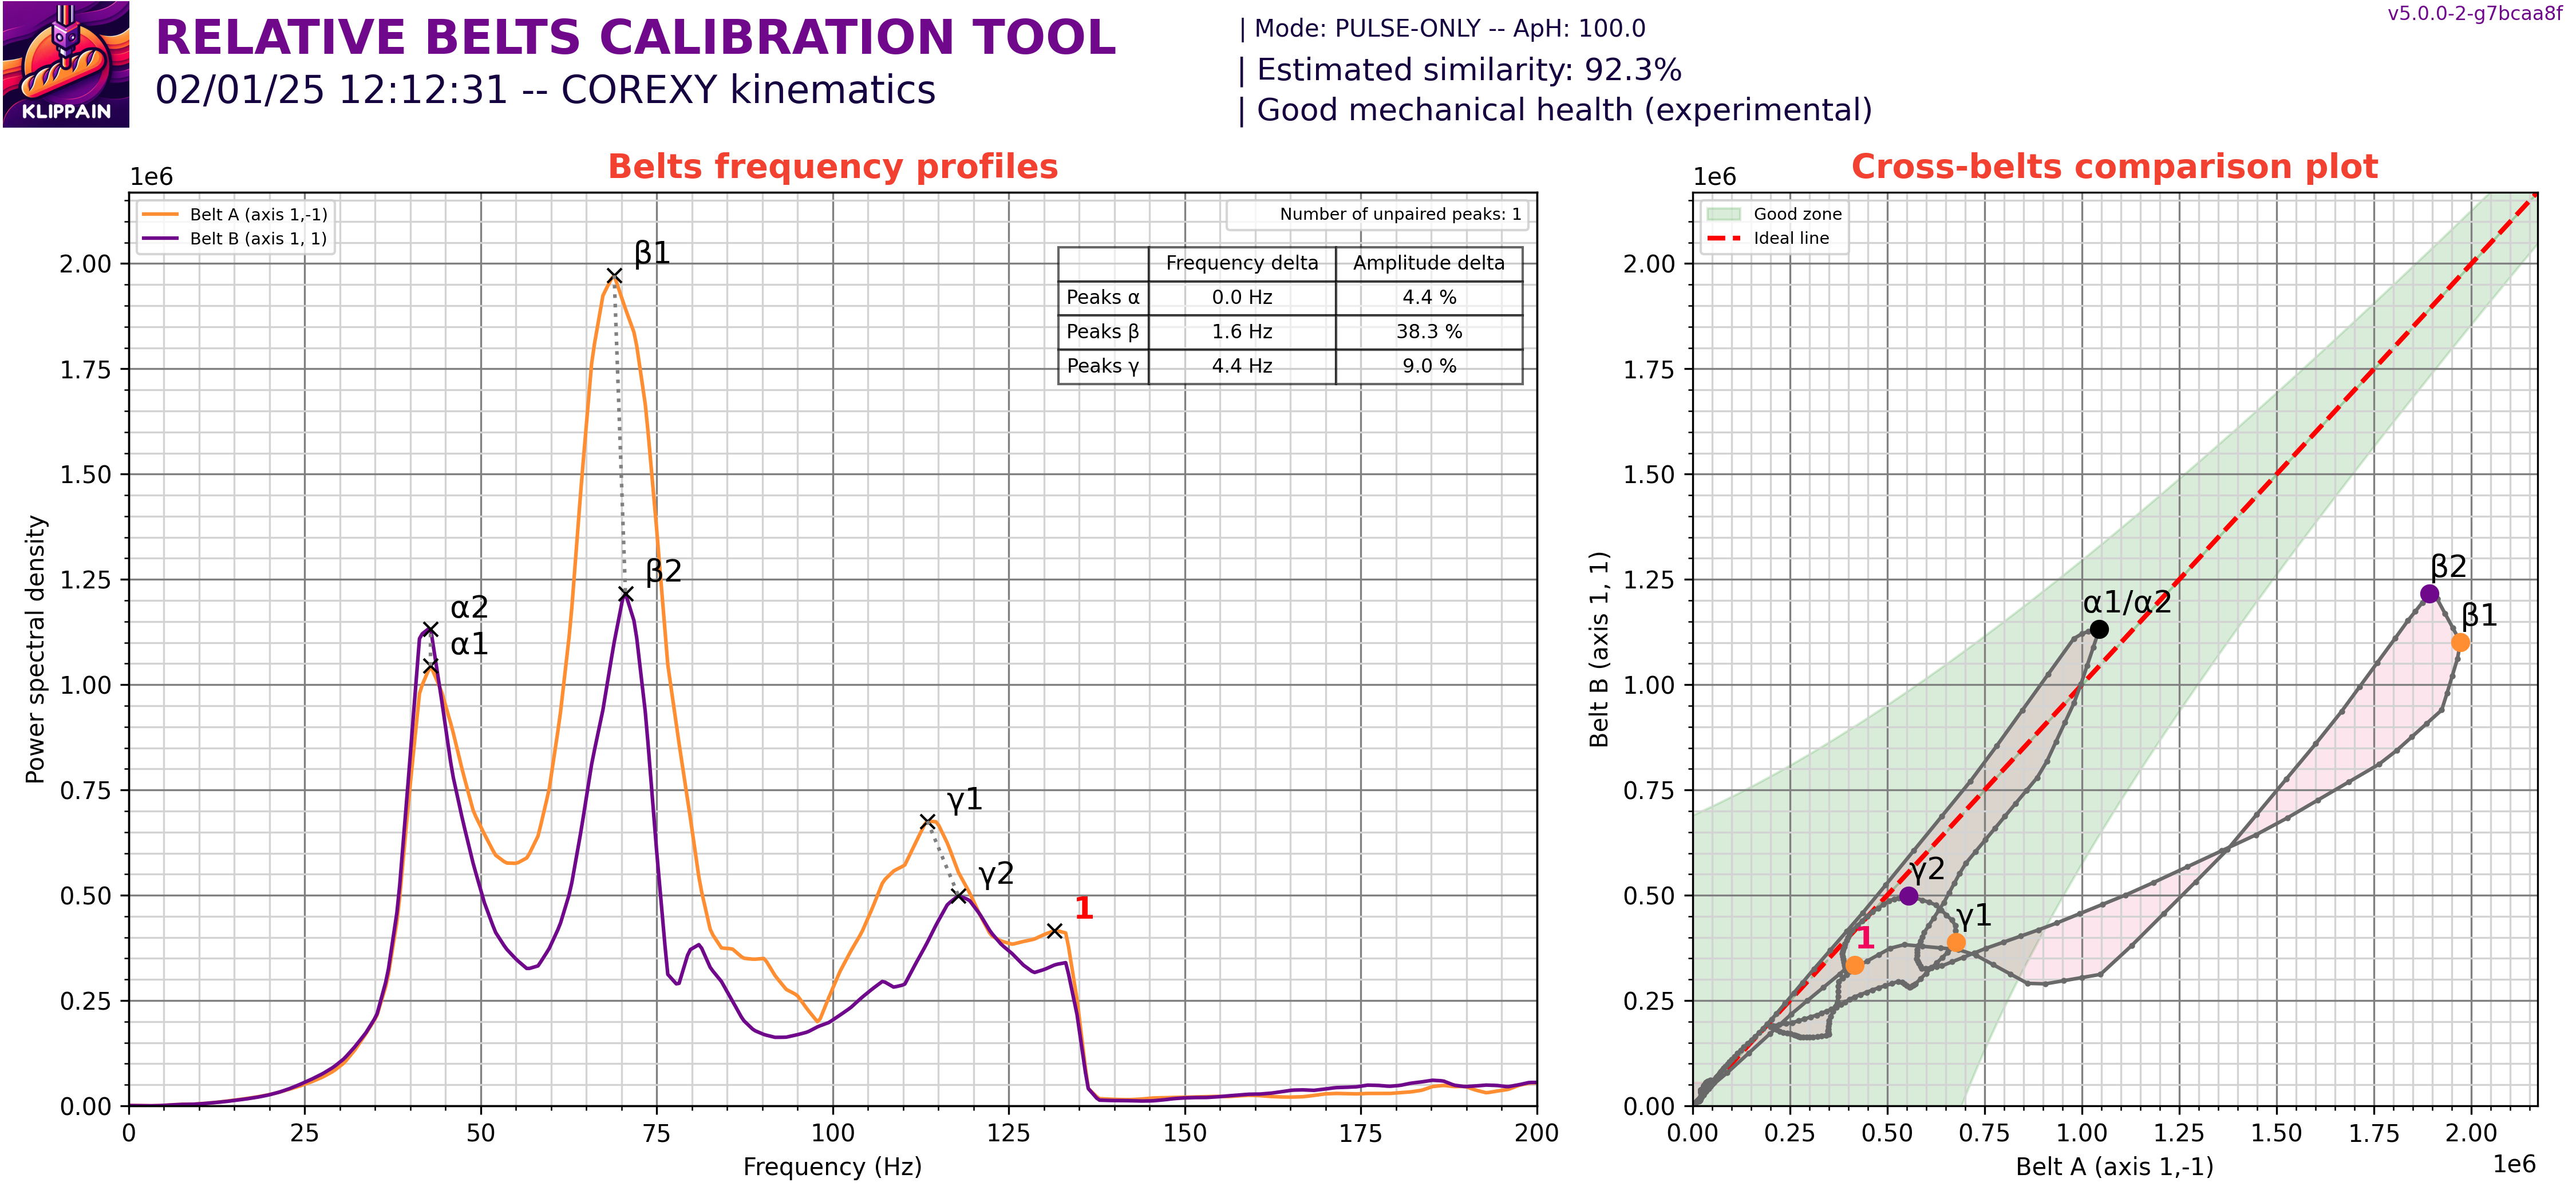 v5.0.0-2-g7bcaa8f
KLIPPAIN
RELATIVE BELTS CALIBRATION TOOL
02/01/25 12:12:31 -- COREXY kinematics
| Mode: PULSE-ONLY -- ApH: 100.0
| Estimated similarity: 92.3%
| Good mechanical health (experimental)
Belts frequency profiles
1e6
Belt A (axis 1,-1)
Belt B (axis 1, 1)
Number of unpaired peaks: 1
Frequency delta Amplitude delta
Peaks α 0.0 Hz 4.4 %
Peaks β 1.6 Hz 38.3 %
Peaks γ 4.4 Hz 9.0 %
β1
β2
α2
α1
γ1
γ2
1
2.00
1.75
1.50
1.25
1.00
0.75
0.50
0.25
0.00
Power spectral density
0 25 50 75 100 125 150 175 200
Frequency (Hz)
Cross-belts comparison plot
1e6
Good zone
Ideal line
β2
α1/α2
β1
γ2
γ1
1
2.00
1.75
1.50
1.25
1.00
0.75
0.50
0.25
0.00
Belt B (axis 1, 1)
0.00 0.25 0.50 0.75 1.00 1.25 1.50 1.75 2.00
Belt A (axis 1,-1)
1e6